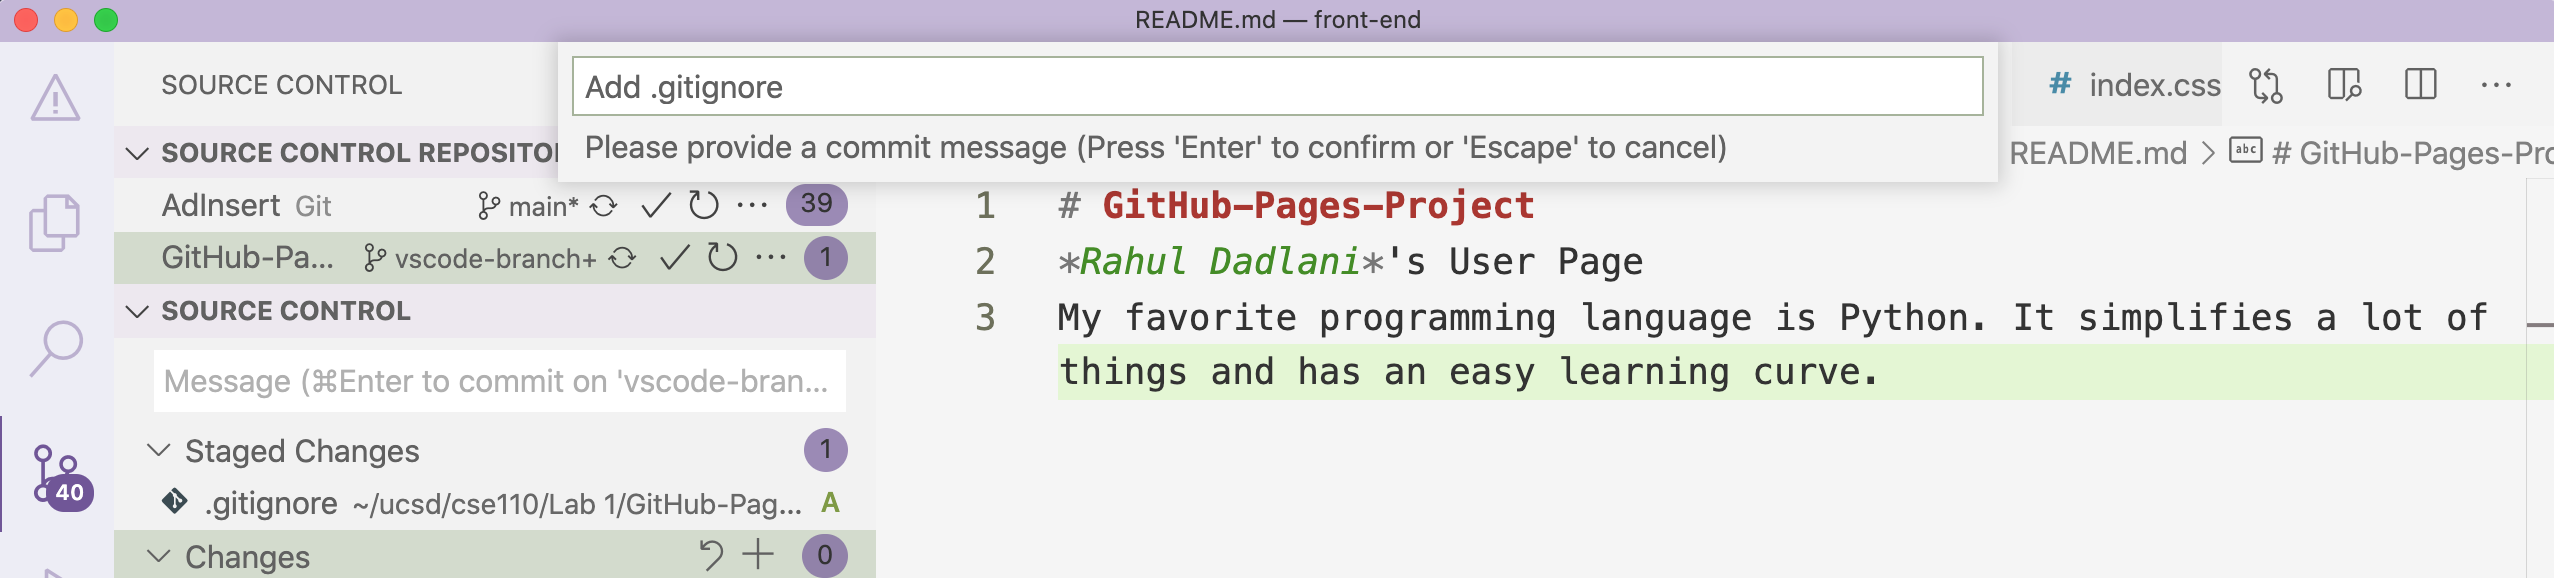 README.md — front-end
SOURCE CONTROL
Add .gitignore
Please provide a commit message (Press 'Enter' to confirm or 'Escape' to cancel)
# index.css
···
SOURCE CONTROL REPOSITO
README.md > abc # GitHub-Pages-Pro
AdInsert Git main* ··· 39
GitHub-Pa... vscode-branch+ ··· 1
SOURCE CONTROL
Message (⌘Enter to commit on 'vscode-bran...
Staged Changes 1
.gitignore ~/ucsd/cse110/Lab 1/GitHub-Pag... A
Changes 0
40
1 # GitHub-Pages-Project
2 *Rahul Dadlani*'s User Page
3 My favorite programming language is Python. It simplifies a lot of
things and has an easy learning curve.